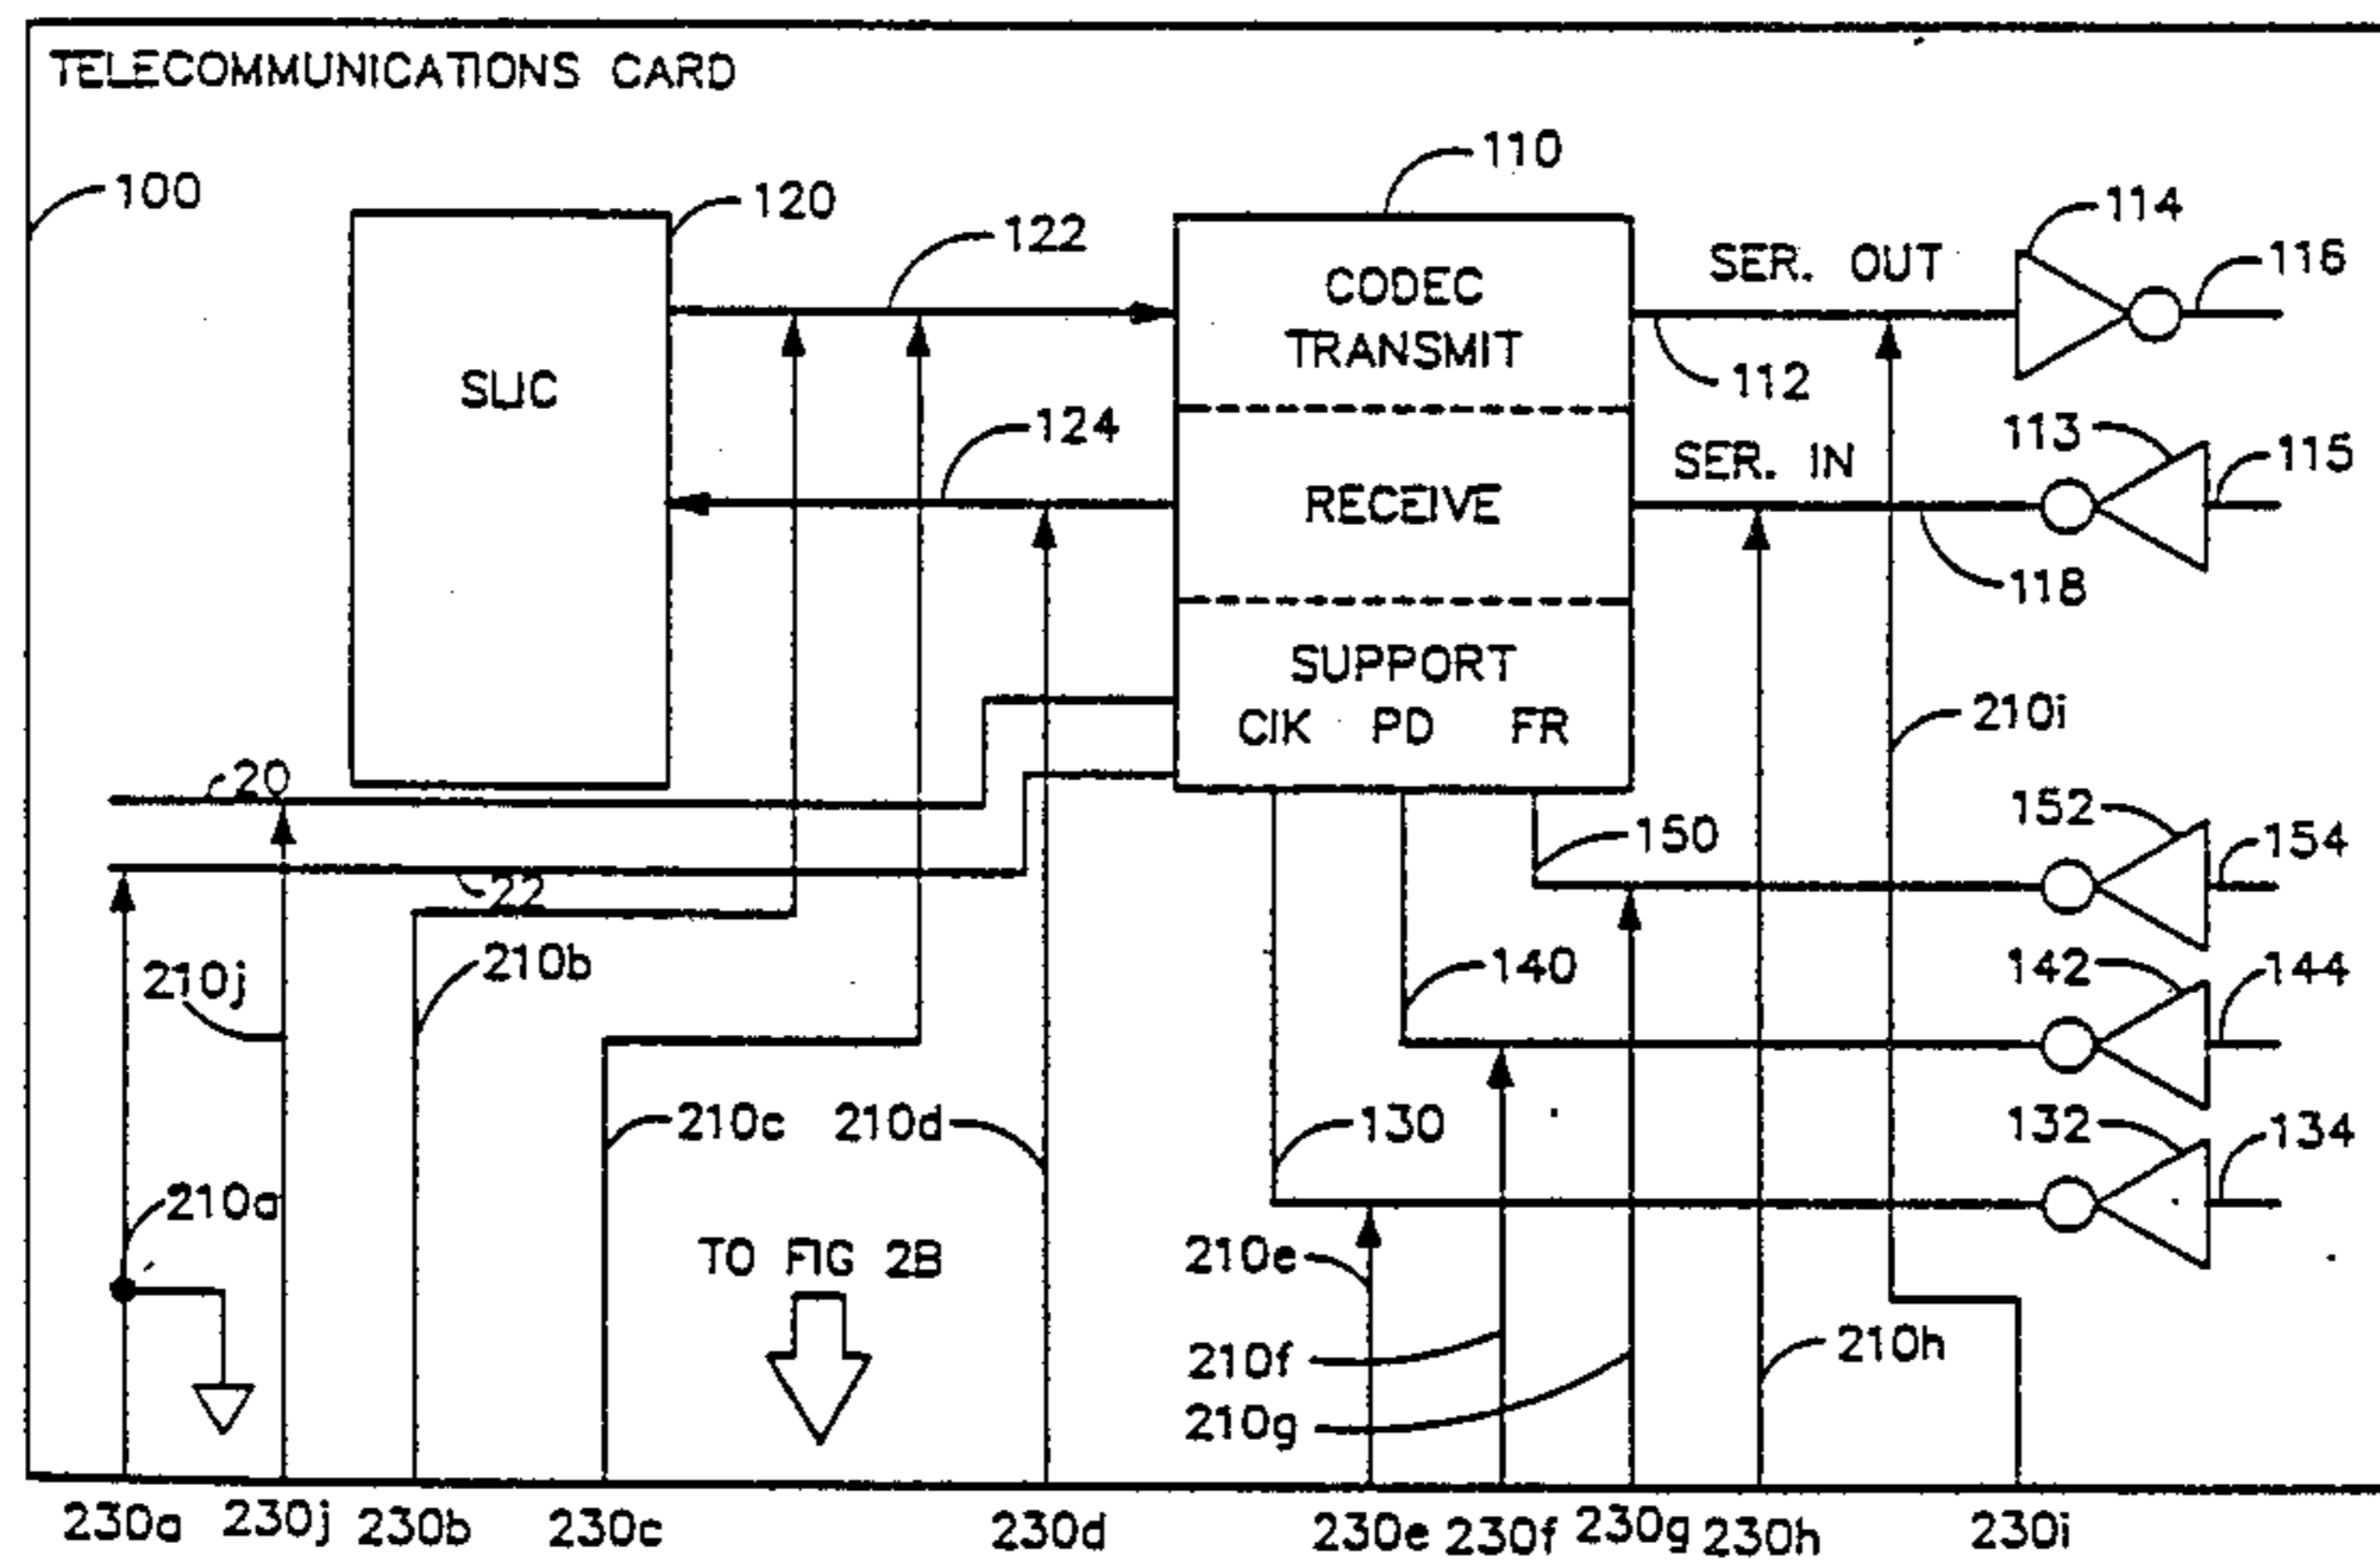 TELECOMMUNICATIONS CARD
110
100
120
114
122
SER. OUT
116
CODEC
TRANSMIT
112
SLIC
124
113
SER. IN
115
RECEIVE
118
SUPPORT
CIK PD FR
210i
20
152
150
154
22
210b
140
142
144
210j
210c
210d
130
132
134
210a
TO FIG 2B
210e
210f
210h
210g
230a 230j 230b 230c 230d 230e 230f 230g 230h 230i